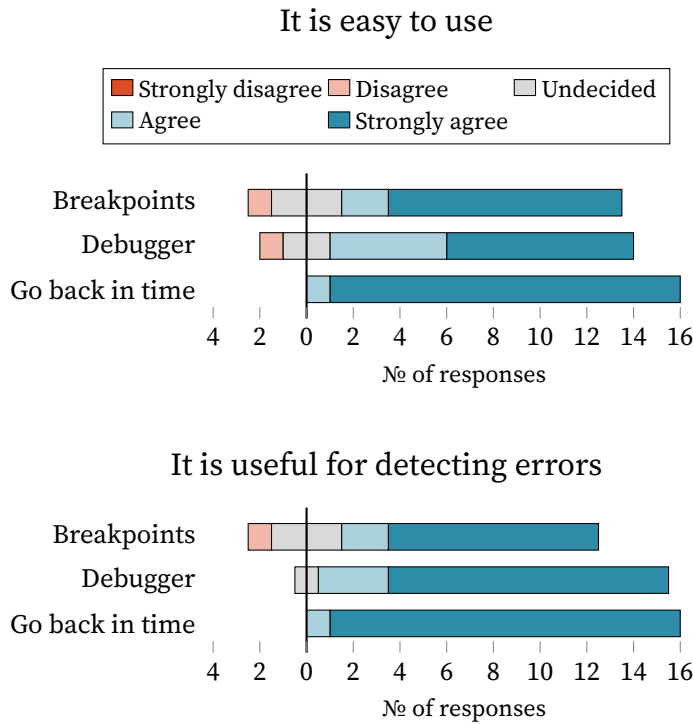 It is easy to use
Strongly disagree Disagree Undecided
Agree Strongly agree
Breakpoints
Debugger
Go back in time
4 2 0 2 4 6 8 10 12 14 16
№ of responses
It is useful for detecting errors
Breakpoints
Debugger
Go back in time
4 2 0 2 4 6 8 10 12 14 16
№ of responses